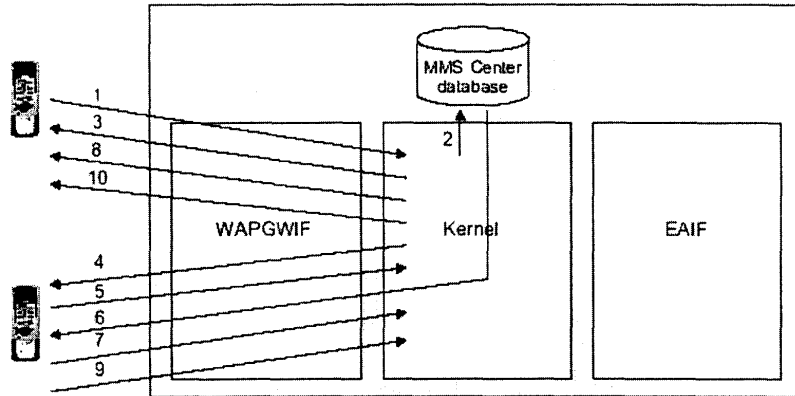 MMS Center
database
1
3
2
8
10
WAPGWIF
Kernel
EAIF
4
5
6
7
9